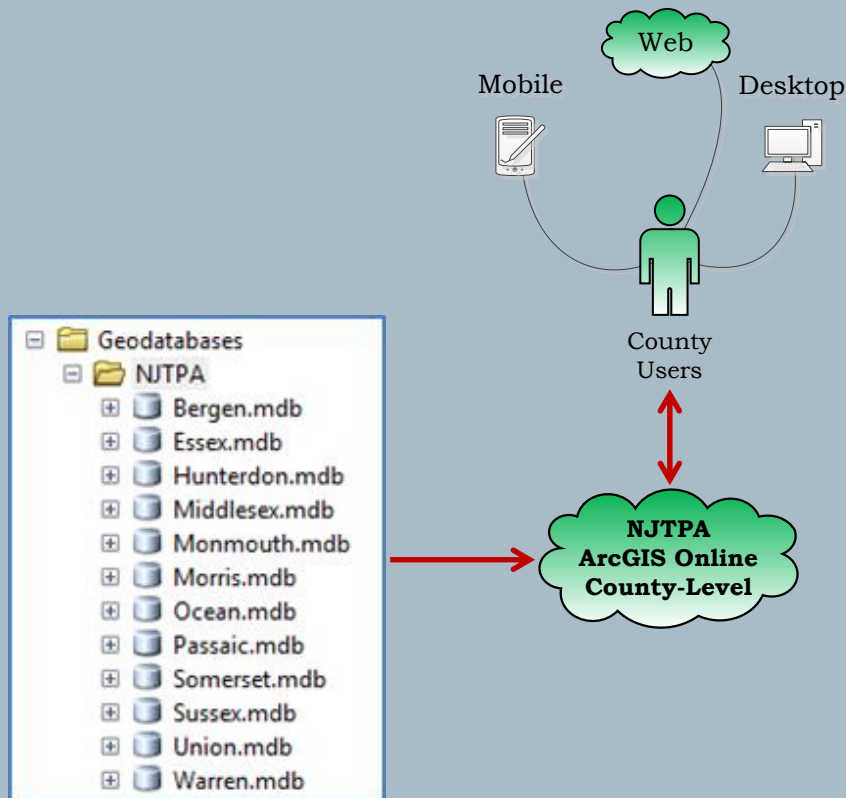 Web
Mobile
Desktop
County
Users
Geodatabases
NJTPA
Bergen.mdb
Essex.mdb
Hunterdon.mdb
Middlesex.mdb
Monmouth.mdb
Morris.mdb
Ocean.mdb
Passaic.mdb
Somerset.mdb
Sussex.mdb
Union.mdb
Warren.mdb
NJTPA
ArcGIS Online
County-Level